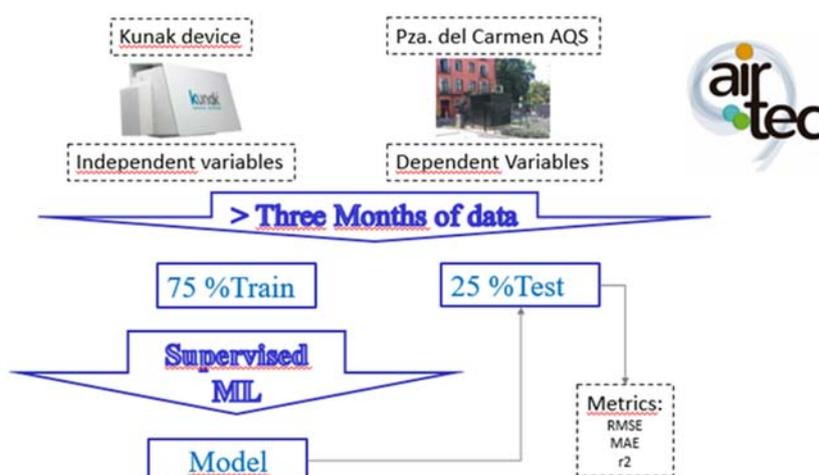 Kunak device
Pza. del Carmen AQS
kunak
air
tec
Independent variables
Dependent Variables
> Three Months of data
75 %Train
25 %Test
Supervised
ML
Metrics:
RMSE
MAE
r2
Model